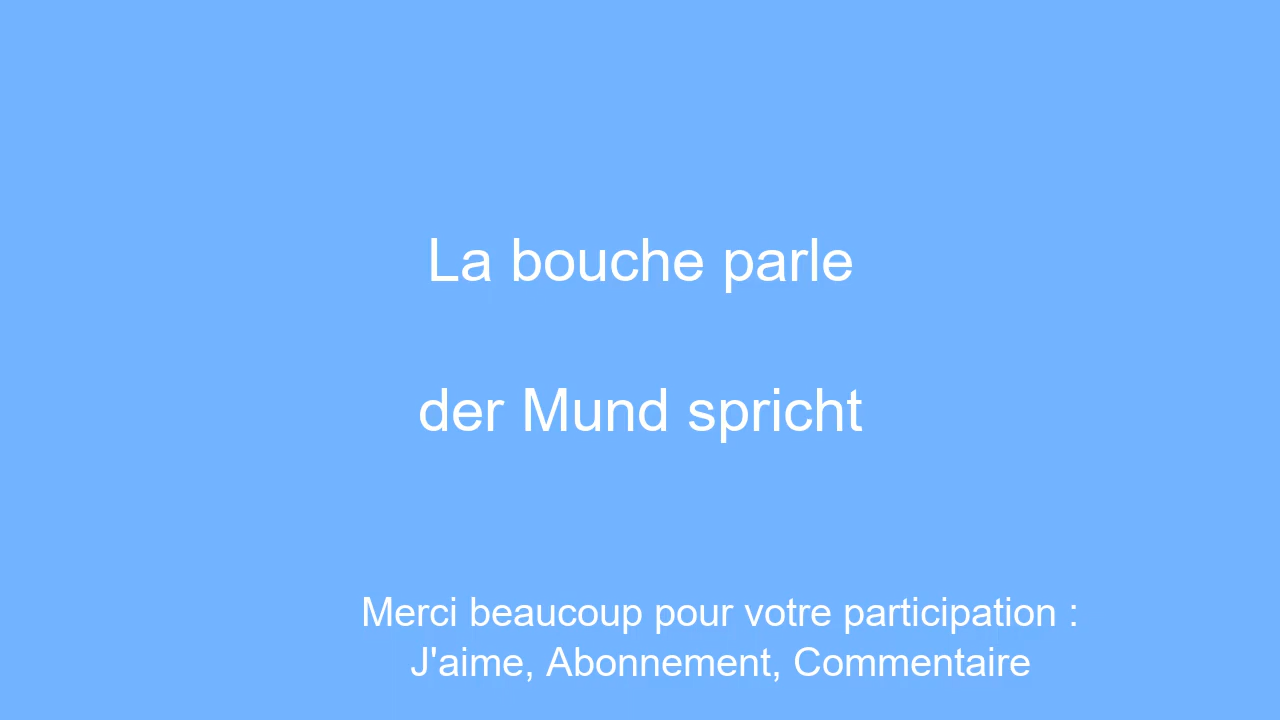 La bouche parle
der Mund spricht
Merci beaucoup pour votre participation :
J'aime, Abonnement, Commentaire